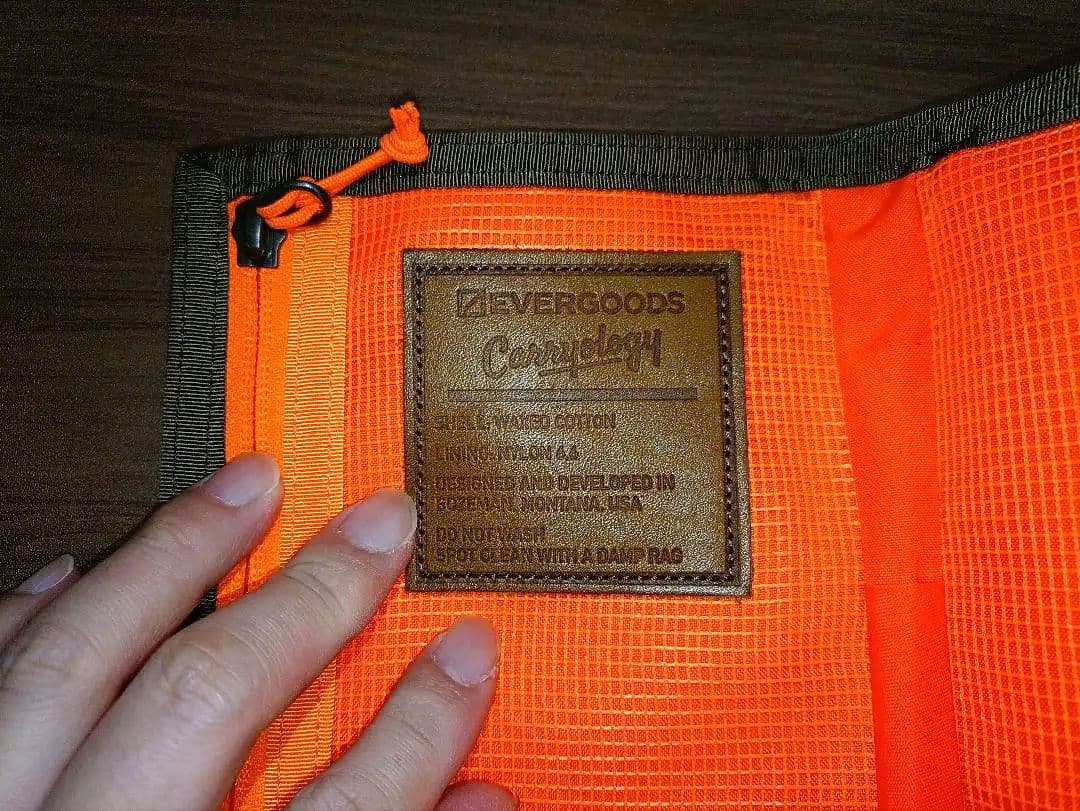 EVERGOODS
Carryology
SHELL: WAXED COTTON
LINING: NYLON 6.6
DESIGNED AND DEVELOPED IN
BOZEMAN, MONTANA, USA
DO NOT WASH
SPOT CLEAN WITH A DAMP RAG